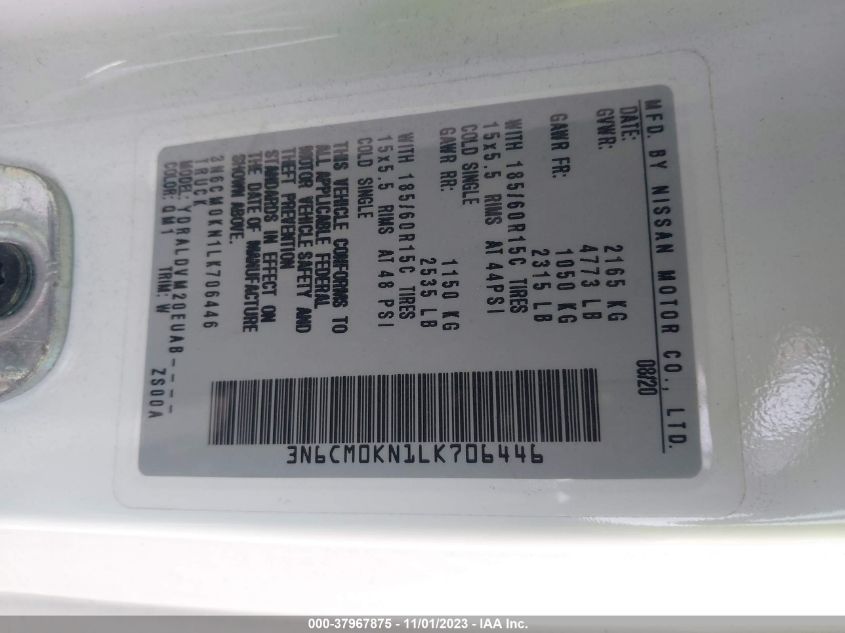 MFD. BY NISSAN MOTOR CO., LTD.
DATE: 08/20
GVWR: 2165 KG
4773 LB
GAWR FR: 1050 KG
2315 LB
WITH 185/60R15C TIRES
15x5.5 RIMS AT 44PSI
COLD SINGLE
GAWR RR: 1150 KG
2535 LB
WITH 185/60R15C TIRES
15x5.5 RIMS AT 48 PSI
COLD SINGLE
THIS VEHICLE CONFORMS TO
ALL APPLICABLE FEDERAL
MOTOR VEHICLE SAFETY AND
THEFT PREVENTION
STANDARDS IN EFFECT ON
THE DATE OF MANUFACTURE
SHOWN ABOVE.
3N6CM0KN1LK706446
TRUCK
MODEL: YDRALDVM20EUAB----
COLOR: QM1 TRIM: W ZS00A
3N6CM0KN1LK706446
000-37967875 - 11/01/2023 - IAA Inc.